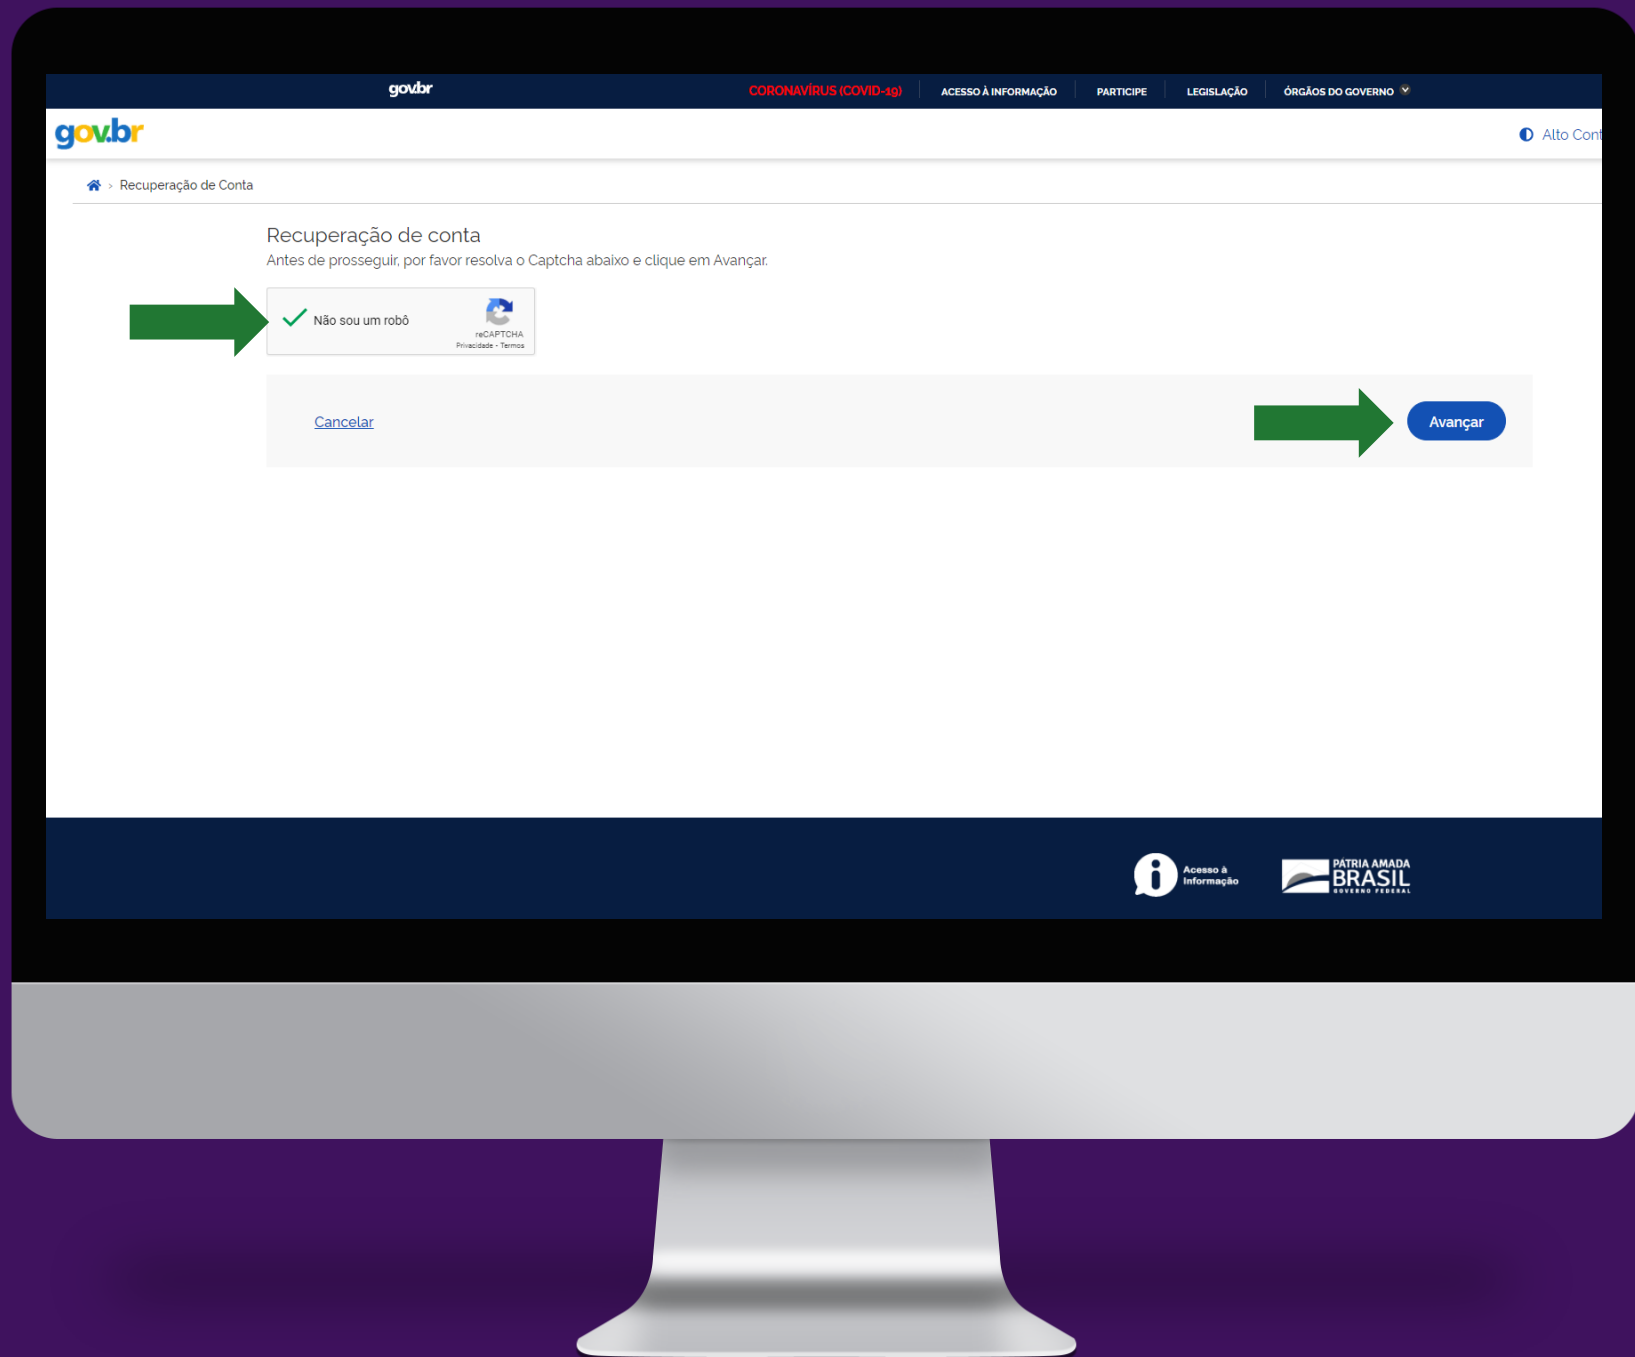 gov.br
CORONAVÍRUS (COVID-19)
ACESSO À INFORMAÇÃO
PARTICIPE
LEGISLAÇÃO
ÓRGÃOS DO GOVERNO
gov.br
Alto Cont
Recuperação de Conta
Recuperação de conta
Antes de prosseguir, por favor resolva o Captcha abaixo e clique em Avançar.
Não sou um robô
reCAPTCHA
Privacidade - Termos
Cancelar
Avançar
Acesso à
Informação
PÁTRIA AMADA
BRASIL
GOVERNO FEDERAL